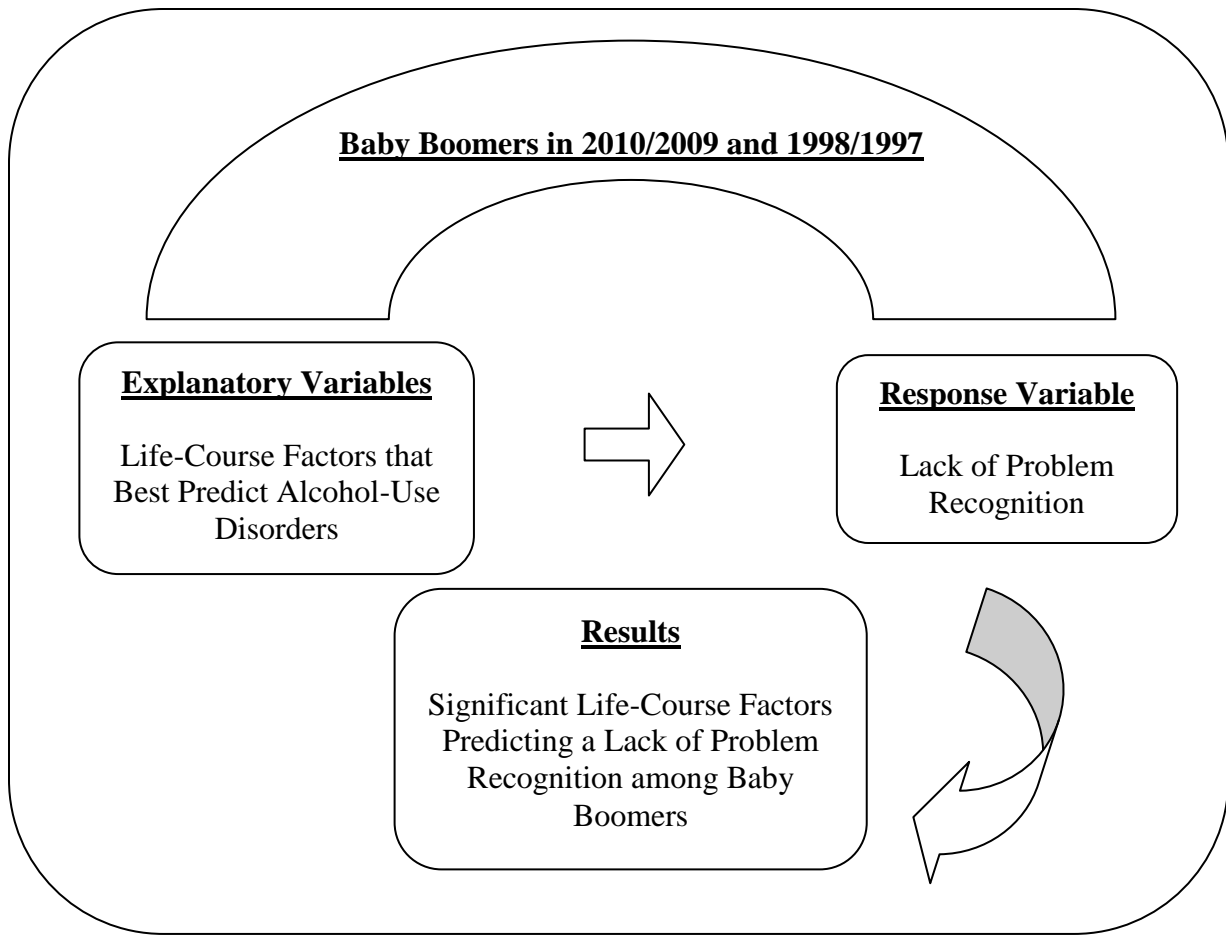 Baby Boomers in 2010/2009 and 1998/1997
Explanatory Variables
Life-Course Factors that
Best Predict Alcohol-Use
Disorders
Response Variable
Lack of Problem
Recognition
Results
Significant Life-Course Factors
Predicting a Lack of Problem
Recognition among Baby
Boomers